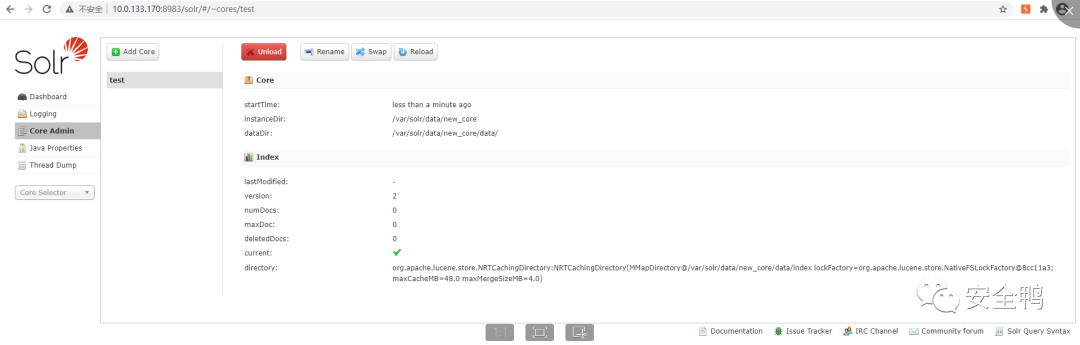 不安全 | 10.0.133.170:8983/solr/#/~cores/test
Solr
Dashboard
Logging
Core Admin
Java Properties
Thread Dump
Core Selector
Add Core
test
Unload Rename Swap Reload
Core
startTime: less than a minute ago
instanceDir: /var/solr/data/new_core
dataDir: /var/solr/data/new_core/data/
Index
lastModified: -
version: 2
numDocs: 0
maxDoc: 0
deletedDocs: 0
current:
directory: org.apache.lucene.store.NRTCachingDirectory:NRTCachingDirectory(MMapDirectory@/var/solr/data/new_core/data/index lockFactory=org.apache.lucene.store.NativeFSLockFactory@8cc11a3;
maxCacheMB=48.0 maxMergeSizeMB=4.0)
安全鸭
1:1
Documentation Issue Tracker IRC Channel Community forum Solr Query Syntax